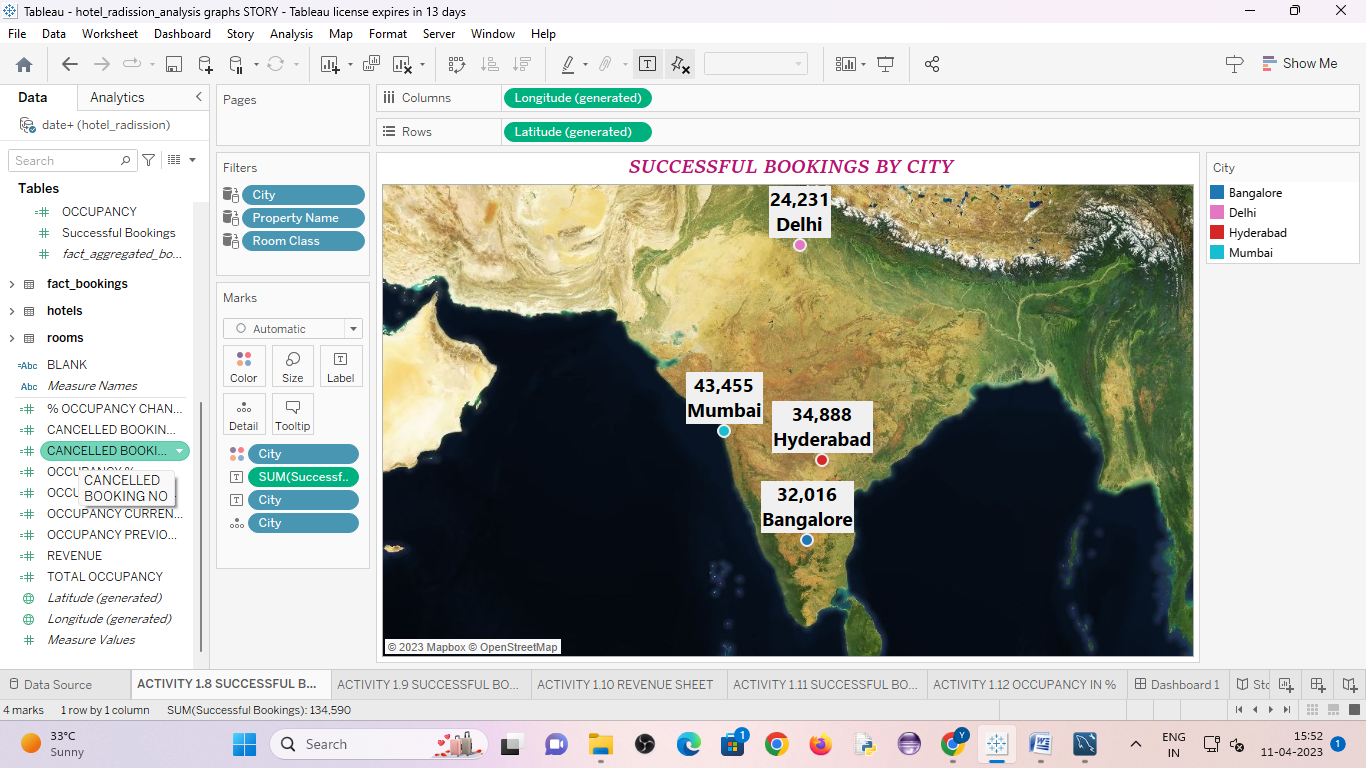 Tableau - hotel_radission_analysis graphs STORY - Tableau license expires in 13 days
File Data Worksheet Dashboard Story Analysis Map Format Server Window Help
Show Me
Data Analytics
date+ (hotel_radission)
Search
Tables
OCCUPANCY
Successful Bookings
fact_aggregated_bo...
fact_bookings
hotels
rooms
=Abc BLANK
Abc Measure Names
% OCCUPANCY CHAN...
CANCELLED BOOKIN...
CANCELLED BOOKI...
CANCELLED
BOOKING NO
OCCUPANCY CURREN...
OCCUPANCY PREVIO...
REVENUE
TOTAL OCCUPANCY
Latitude (generated)
Longitude (generated)
Measure Values
Pages
Filters
City
Property Name
Room Class
Marks
Automatic
Color Size Label
Detail Tooltip
City
SUM(Successf..
City
City
Columns Longitude (generated)
Rows Latitude (generated)
SUCCESSFUL BOOKINGS BY CITY
24,231
Delhi
43,455
Mumbai
34,888
Hyderabad
32,016
Bangalore
© 2023 Mapbox © OpenStreetMap
City
Bangalore
Delhi
Hyderabad
Mumbai
Data Source ACTIVITY 1.8 SUCCESSFUL B... ACTIVITY 1.9 SUCCESSFUL BO... ACTIVITY 1.10 REVENUE SHEET ACTIVITY 1.11 SUCCESSFUL BO... ACTIVITY 1.12 OCCUPANCY IN % Dashboard 1
4 marks 1 row by 1 column SUM(Successful Bookings): 134,590
33°C
Sunny
Search
1
Y
ENG
IN
15:52
11-04-2023
1